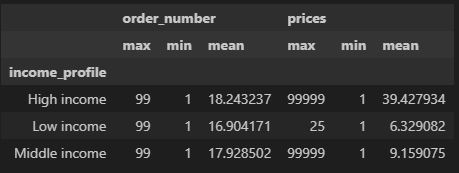 order_number prices
max min mean max min mean
income_profile
High income 99 1 18.243237 99999 1 39.427934
Low income 99 1 16.904171 25 1 6.329082
Middle income 99 1 17.928502 99999 1 9.159075